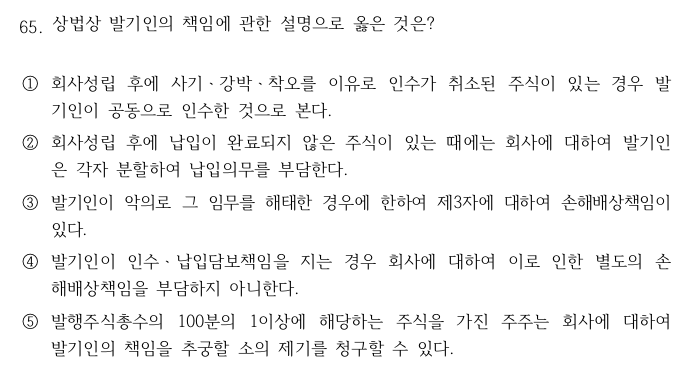 65. 상법상 발기인의 책임에 관한 설명으로 옳은 것은?
① 회사성립 후에 사기ㆍ강박ㆍ착오를 이유로 인수가 취소된 주식이 있는 경우 발
기인이 공동으로 인수한 것으로 본다.
② 회사성립 후에 납입이 완료되지 않은 주식이 있는 때에는 회사에 대하여 발기인
은 각자 분할하여 납입의무를 부담한다.
③ 발기인이 악의로 그 임무를 해태한 경우에 한하여 제3자에 대하여 손해배상책임이
있다.
④ 발기인이 인수ㆍ납입담보책임을 지는 경우 회사에 대하여 이로 인한 별도의 손
해배상책임을 부담하지 아니한다.
⑤ 발행주식총수의 100분의 1이상에 해당하는 주식을 가진 주주는 회사에 대하여
발기인의 책임을 추궁할 소의 제기를 청구할 수 있다.